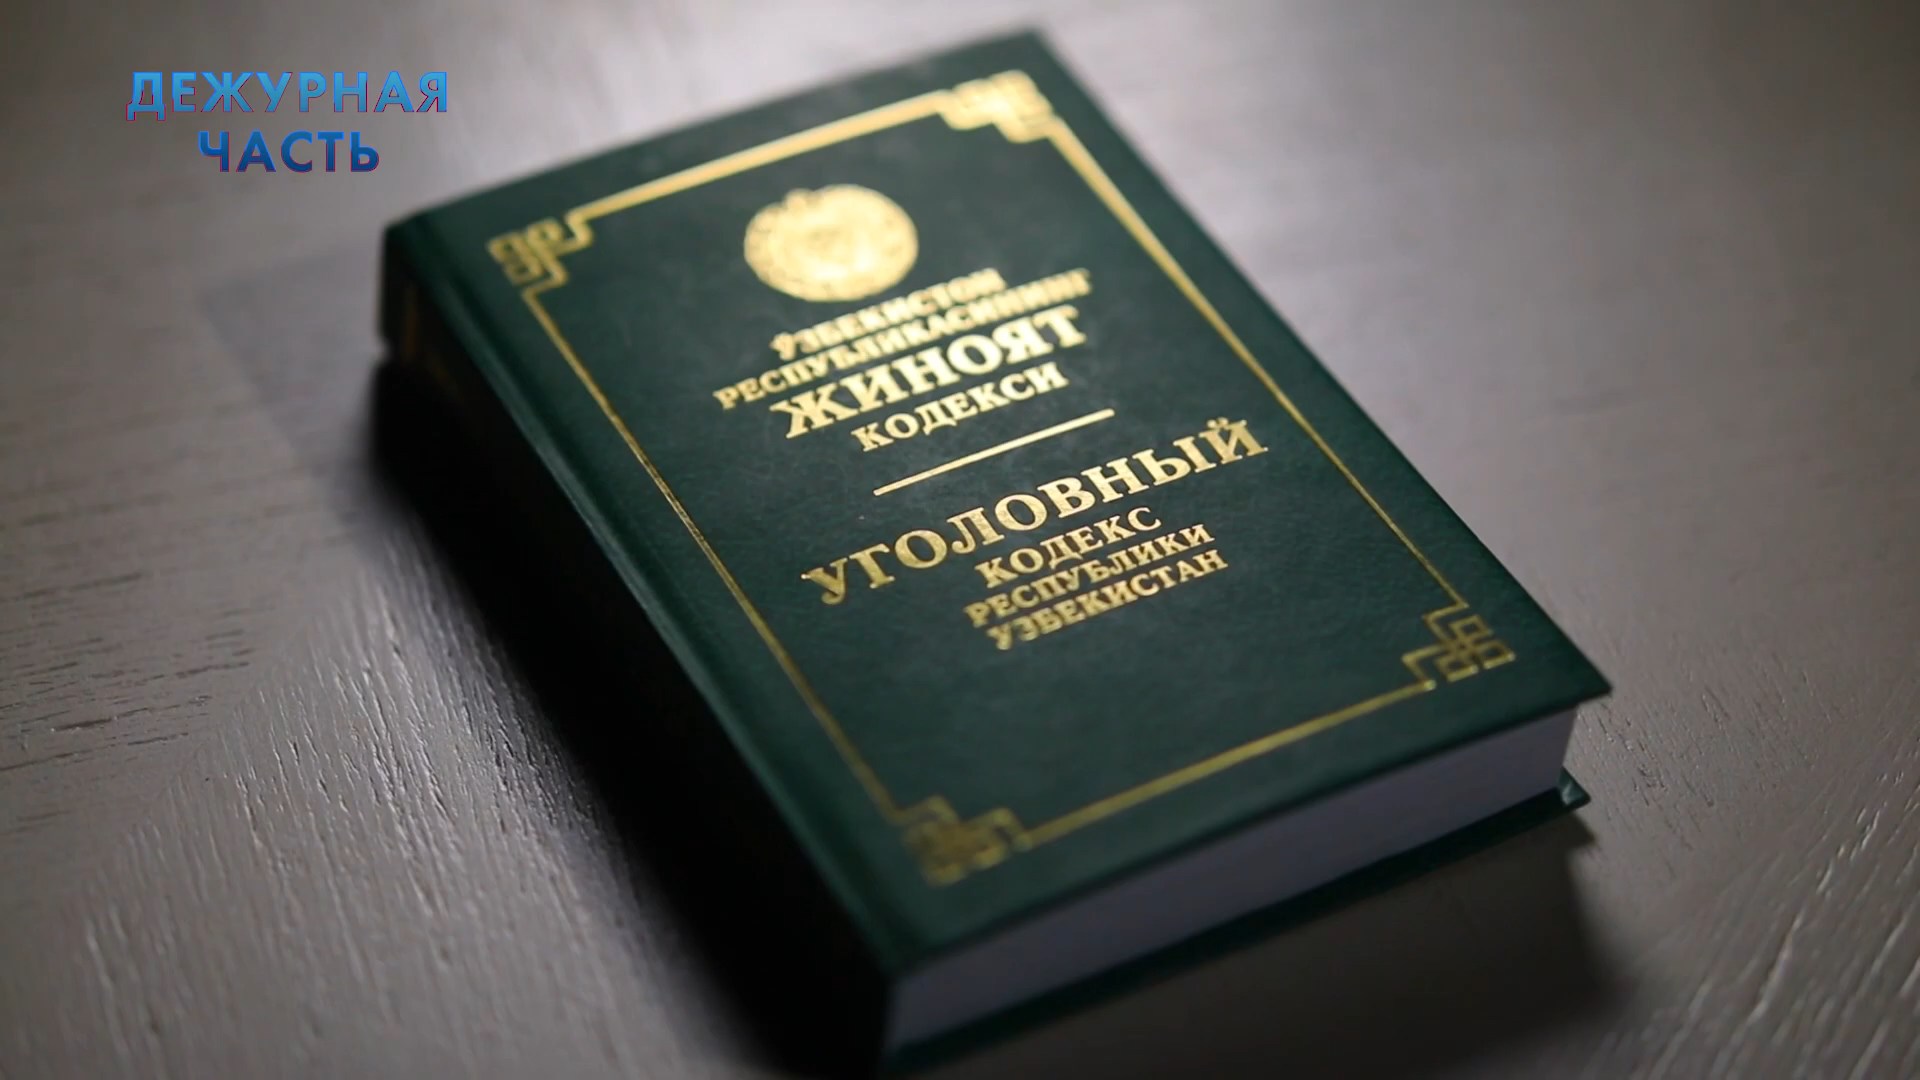 ДЕЖУРНАЯ
ЧАСТЬ
ЎЗБЕКИСТОН
РЕСПУБЛИКАСИНИНГ
ЖИНОЯТ
КОДЕКСИ
УГОЛОВНЫЙ
КОДЕКС
РЕСПУБЛИКИ
УЗБЕКИСТАН